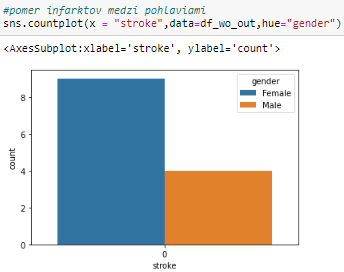 #pomer infarktov medzi pohlaviami
sns.countplot(x = "stroke",data=df_wo_out,hue="gender")
<AxesSubplot:xlabel='stroke', ylabel='count'>
gender
Female
Male
8
6
4
2
0
count
0
stroke